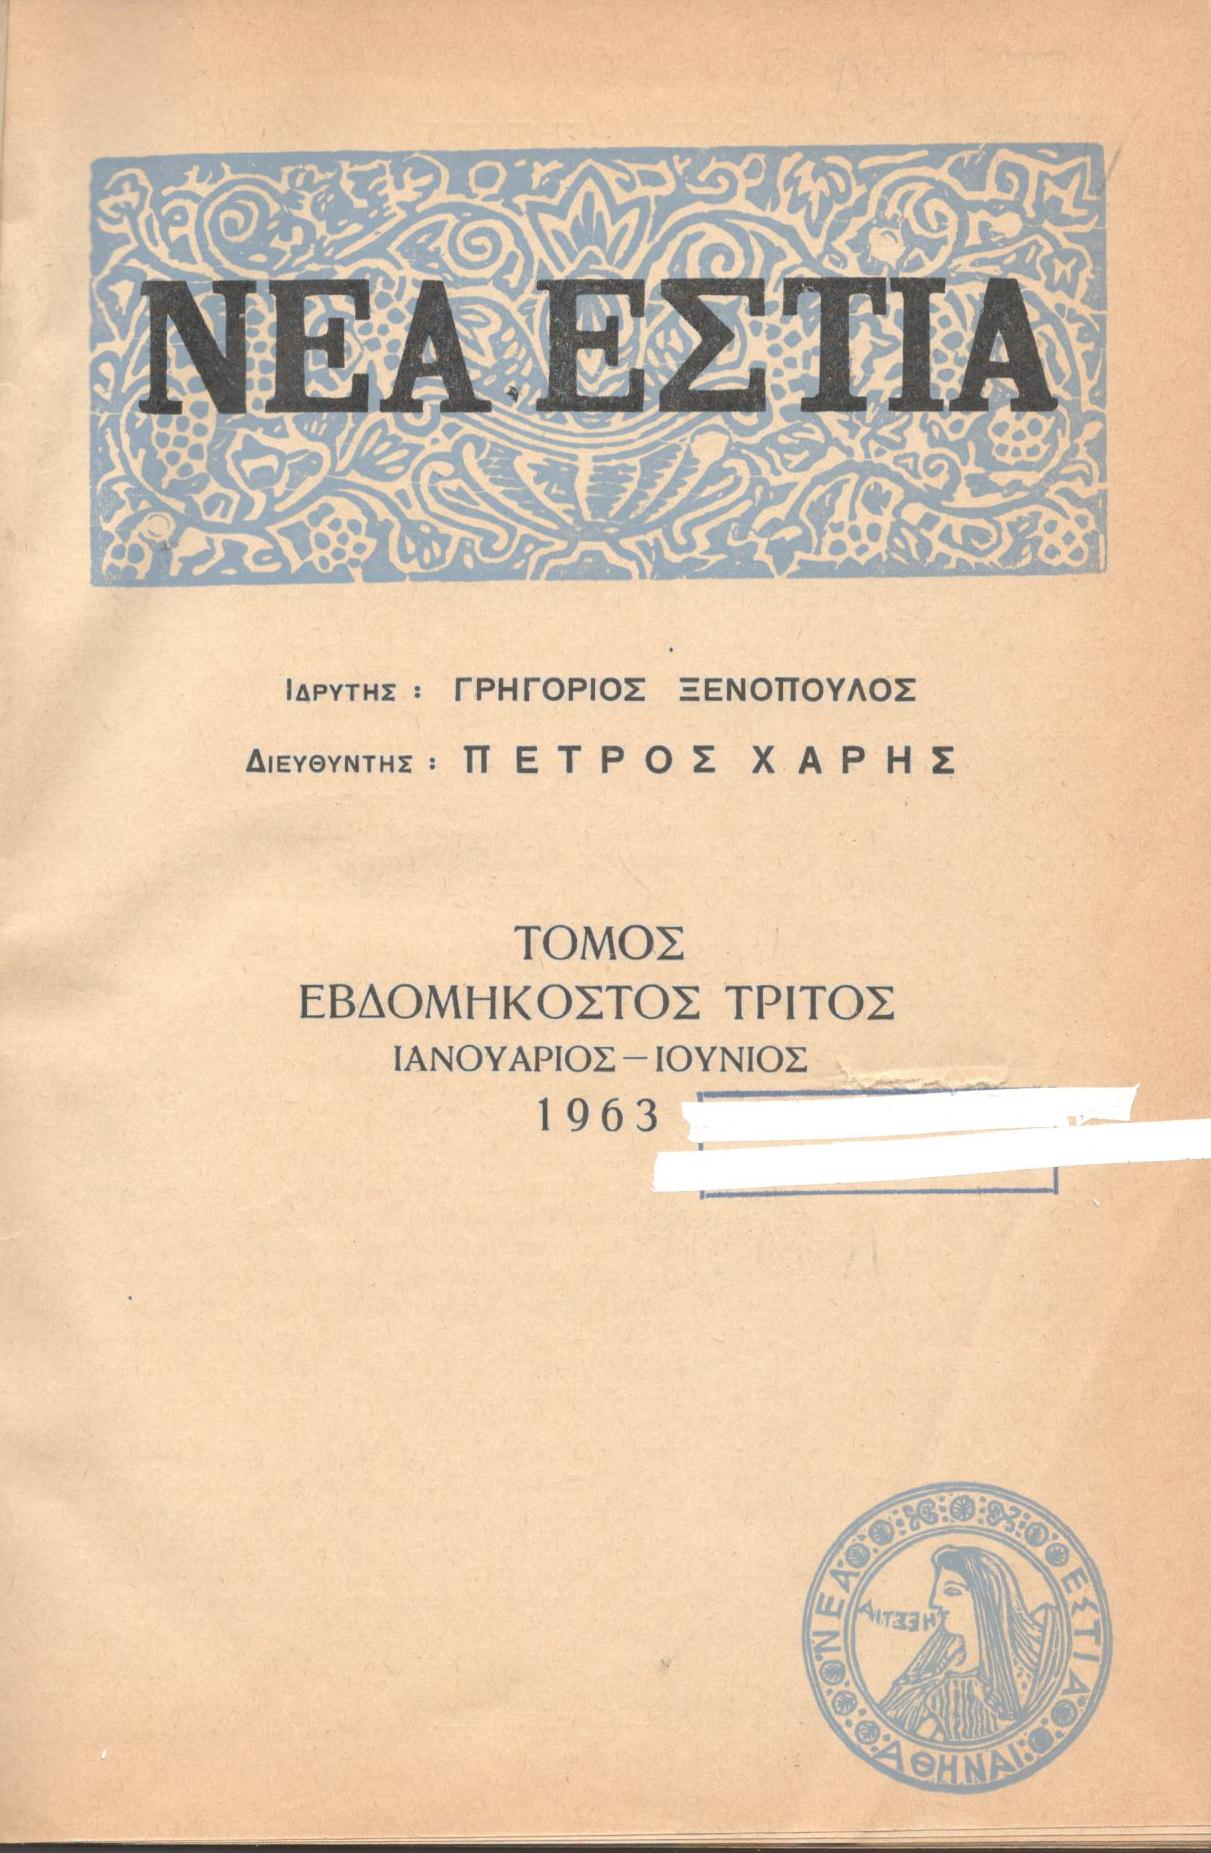 ΝΕΑ ΕΣΤΙΑ
ΙΔΡΥΤΗΣ : ΓΡΗΓΟΡΙΟΣ ΞΕΝΟΠΟΥΛΟΣ
ΔΙΕΥΘΥΝΤΗΣ : ΠΕΤΡΟΣ ΧΑΡΗΣ
ΤΟΜΟΣ
ΕΒΔΟΜΗΚΟΣΤΟΣ ΤΡΙΤΟΣ
ΙΑΝΟΥΑΡΙΟΣ — ΙΟΥΝΙΟΣ
1963
ΝΕΑ ΕΣΤΙΑ
ΑΘΗΝΑΙ